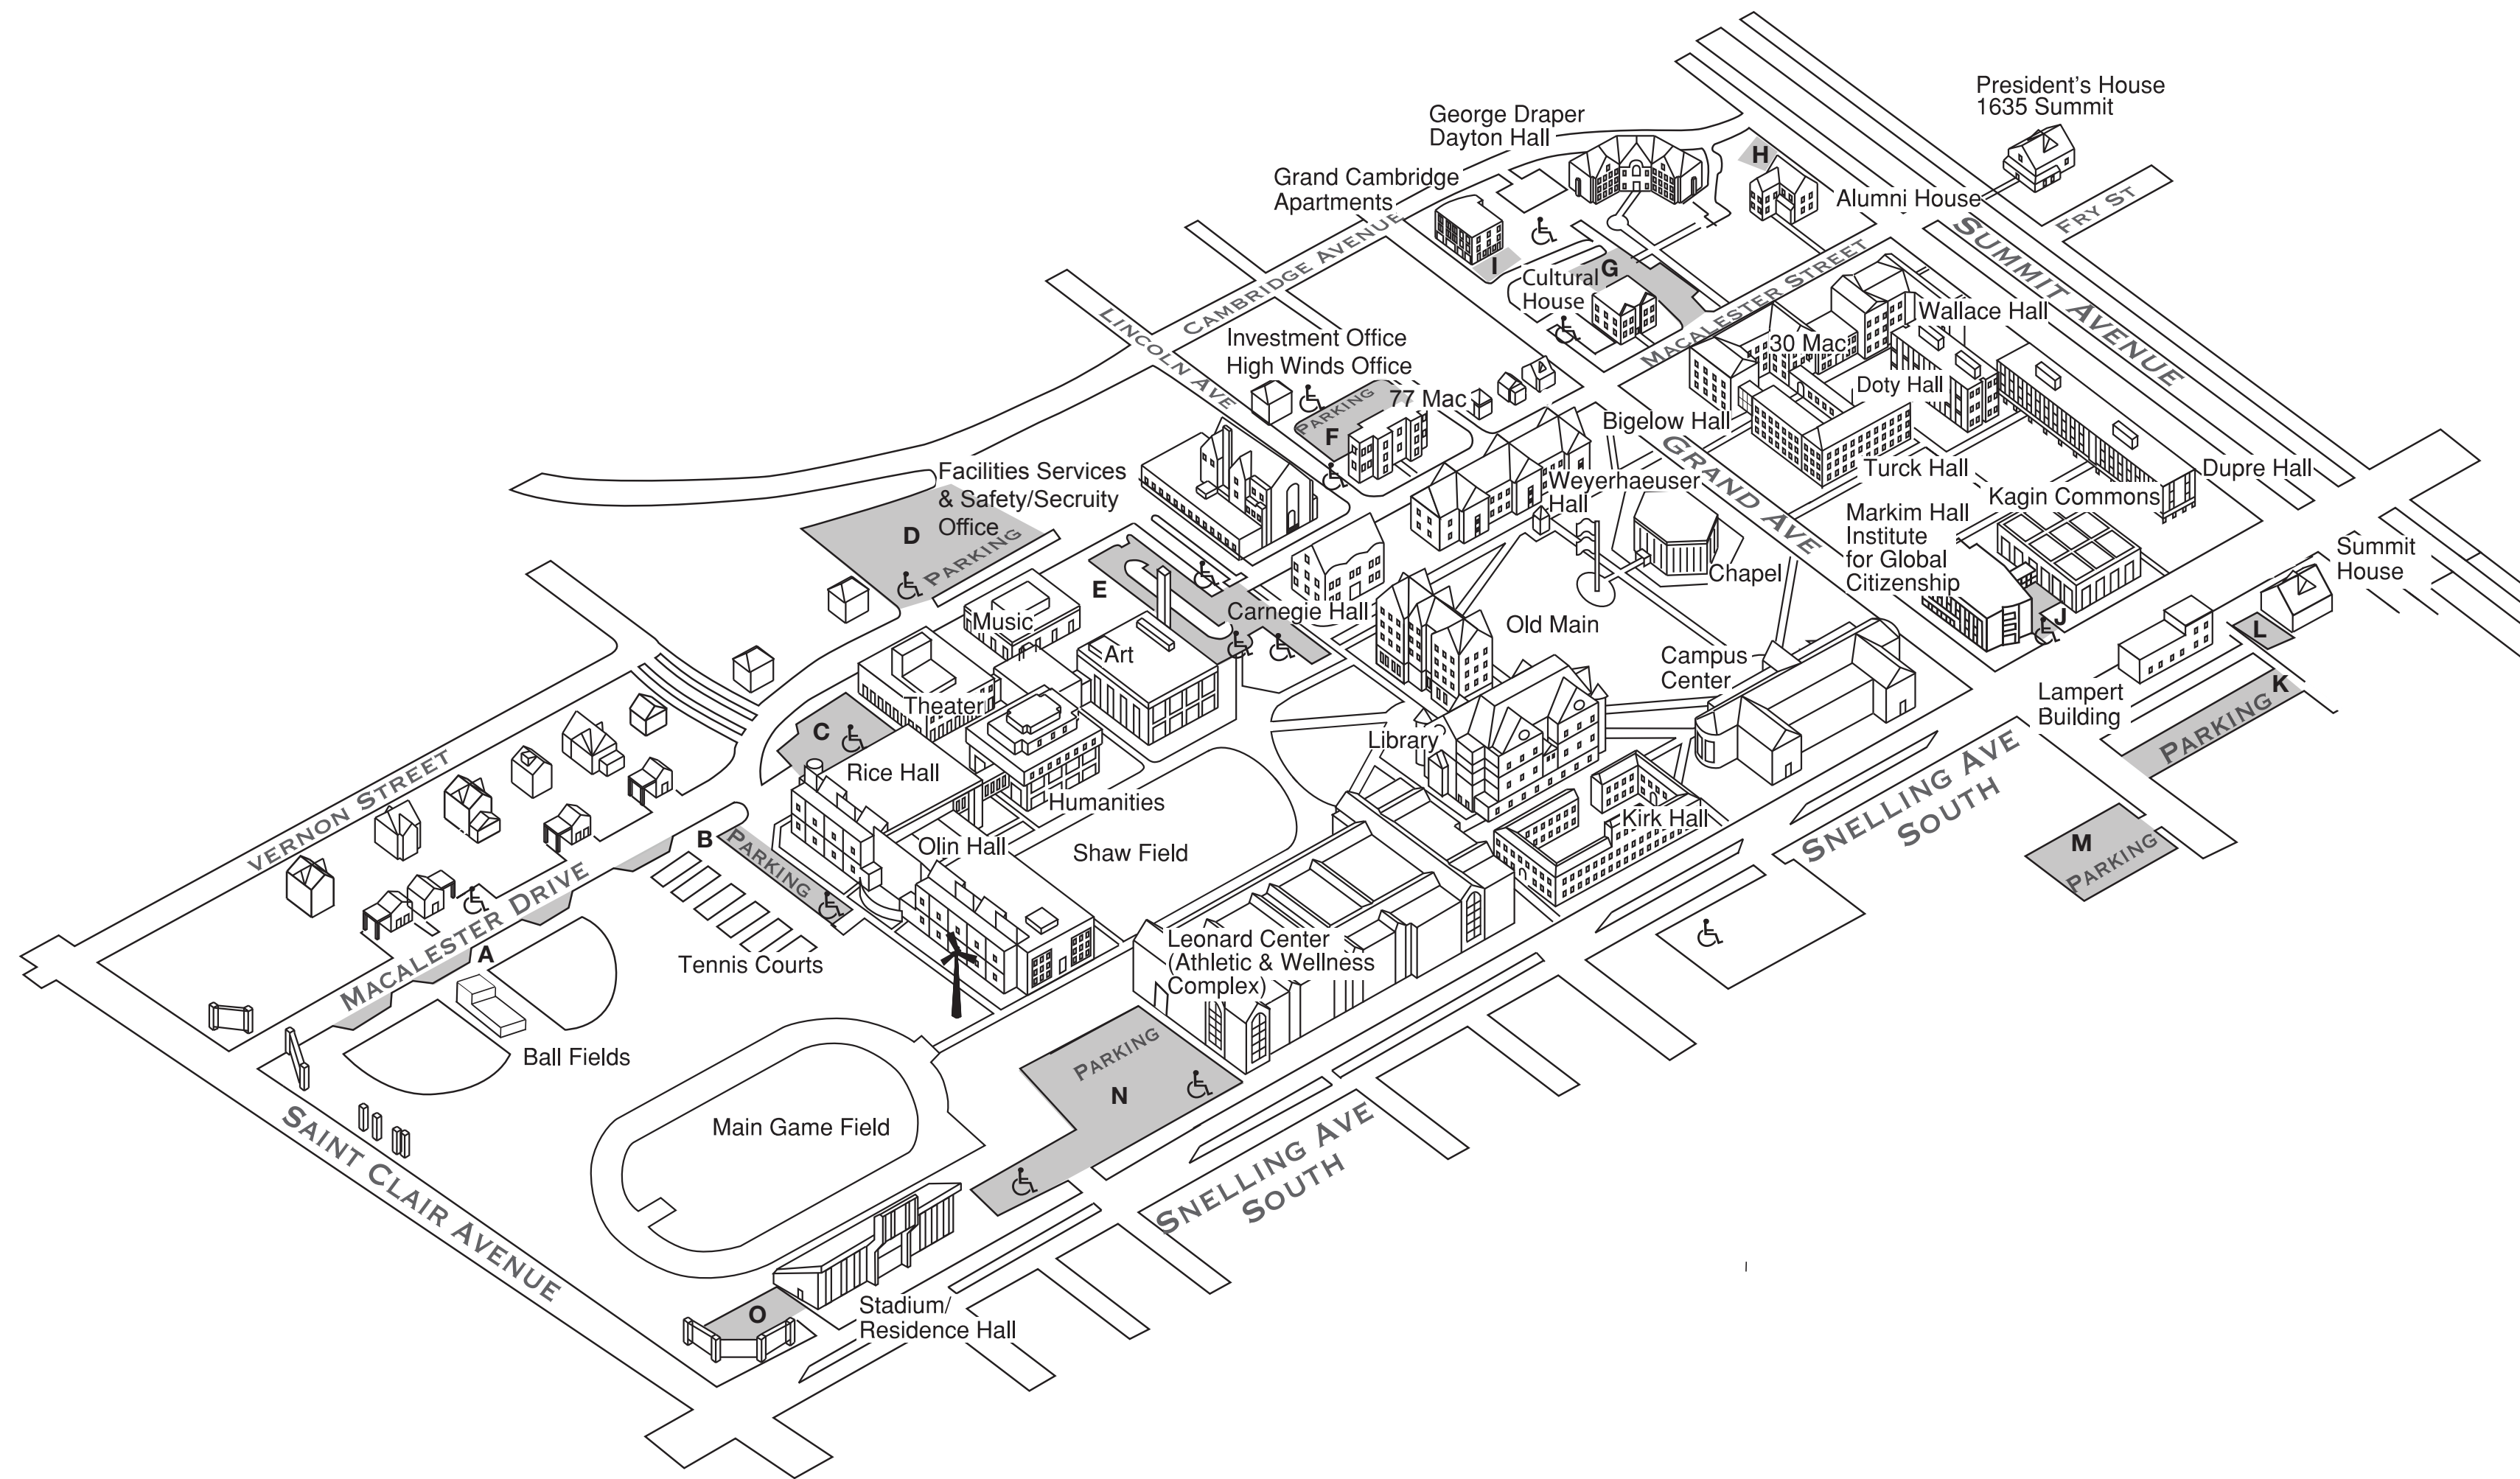 President's House
1635 Summit
George Draper
Dayton Hall
H
Grand Cambridge
Apartments
Alumni House
FRY ST
SUMMIT AVENUE
CAMBRIDGE AVENUE
I
G
Cultural
House
MACALESTER STREET
LINCOLN AVE
Wallace Hall
Investment Office
High Winds Office
30 Mac
Doty Hall
77 Mac
PARKING
F
Bigelow Hall
GRAND AVE
Turck Hall
Dupre Hall
Facilities Services
& Safety/Secruity
Office
D
PARKING
Weyerhaeuser
Hall
Kagin Commons
Markim Hall
Institute
for Global
Citizenship
Summit
House
Chapel
E
Carnegie Hall
Music
Old Main
J
L
Art
Campus
Center
K
PARKING
Lampert
Building
Theater
C
Library
Rice Hall
SNELLING AVE
SOUTH
VERNON STREET
Humanities
Kirk Hall
B
PARKING
Olin Hall
Shaw Field
M
PARKING
MACALESTER DRIVE
A
Tennis Courts
Leonard Center
(Athletic & Wellness
Complex)
Ball Fields
PARKING
N
Main Game Field
SAINT CLAIR AVENUE
SNELLING AVE
SOUTH
O
Stadium/
Residence Hall